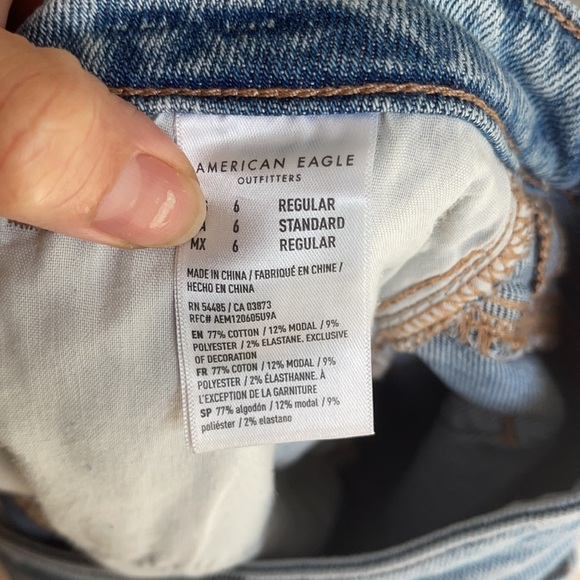 AMERICAN EAGLE
OUTFITTERS
6 REGULAR
6 STANDARD
MX 6 REGULAR
MADE IN CHINA / FABRIQUÉ EN CHINE /
HECHO EN CHINA
RN 54485 / CA 03873
RFC# AEM120605U9A
EN 77% COTTON / 12% MODAL / 9%
POLYESTER / 2% ELASTANE. EXCLUSIVE
OF DECORATION
FR 77% COTON / 12% MODAL / 9%
POLYESTER / 2% ÉLASTHANNE. À
L'EXCEPTION DE LA GARNITURE
SP 77% algodón / 12% modal / 9%
poliéster / 2% elastano